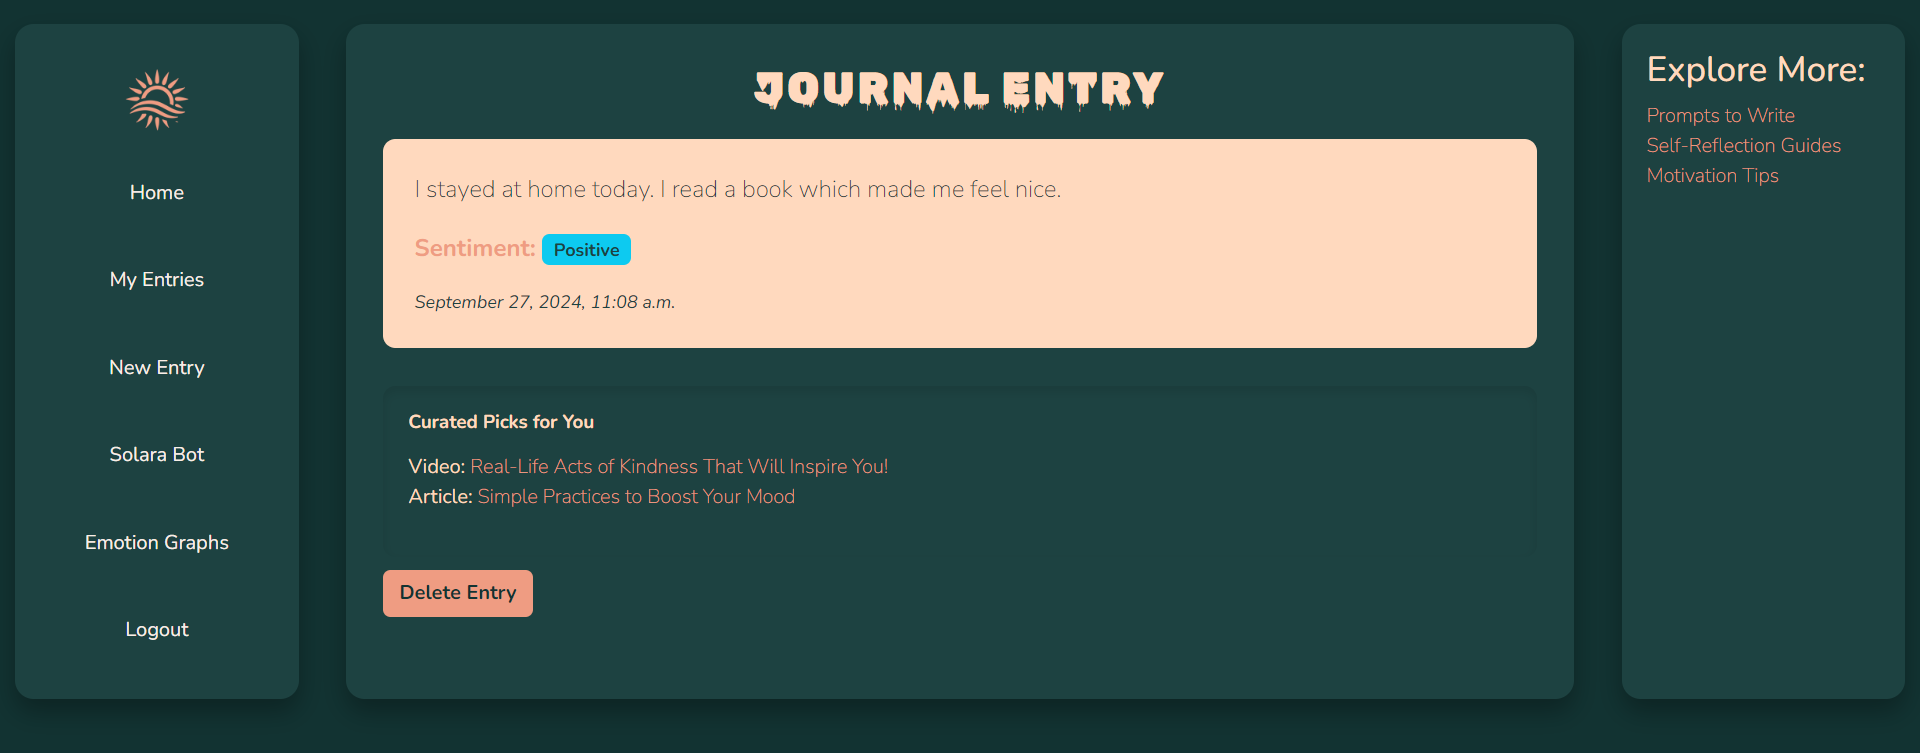 Home
My Entries
New Entry
Solara Bot
Emotion Graphs
Logout
JOURNAL ENTRY
I stayed at home today. I read a book which made me feel nice.
Sentiment: Positive
September 27, 2024, 11:08 a.m.
Curated Picks for You
Video: Real-Life Acts of Kindness That Will Inspire You!
Article: Simple Practices to Boost Your Mood
Delete Entry
Explore More:
Prompts to Write
Self-Reflection Guides
Motivation Tips